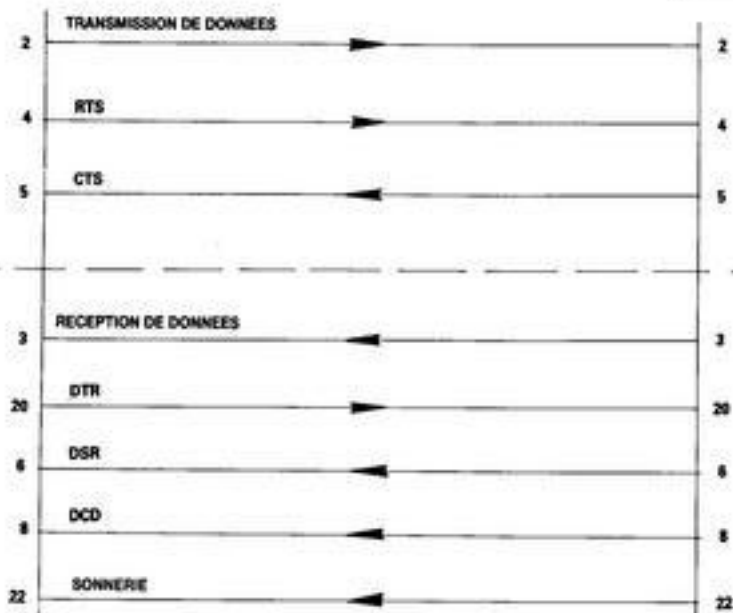 TRANSMISSION DE DONNEES
2 2
RTS
4 4
CTS
5 5
RECEPTION DE DONNEES
3 3
DTR
20 20
DSR
6 6
DCD
8 8
SONNERIE
22 22